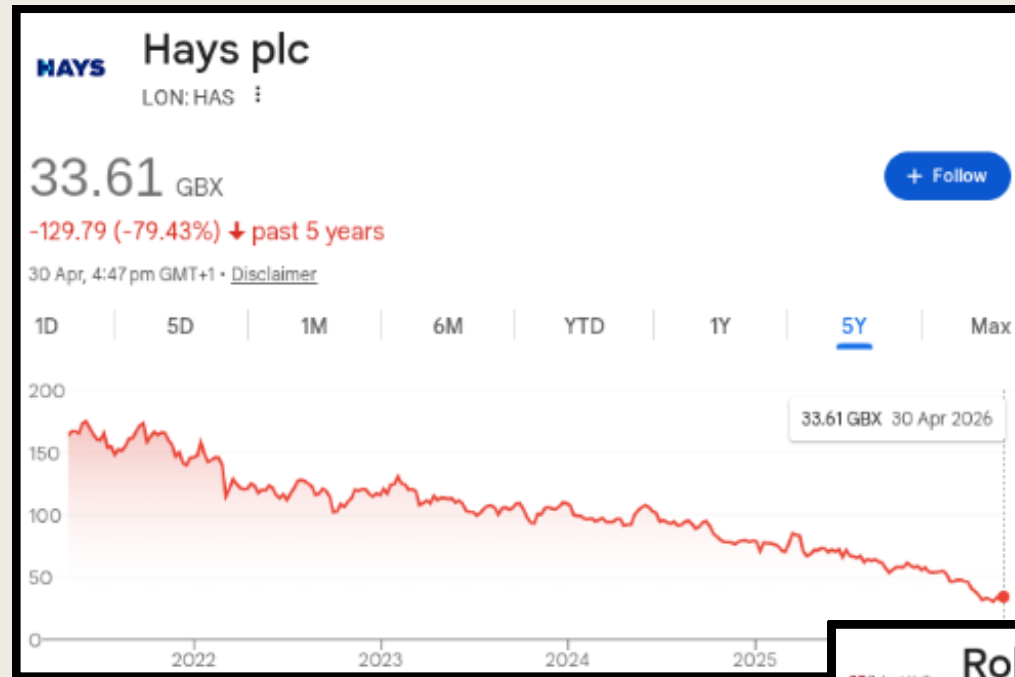 Hays plc
HAYS
LON: HAS
33.61 GBX
+ Follow
-129.79 (-79.43%) ↓ past 5 years
30 Apr, 4:47 pm GMT+1 • Disclaimer
1D 5D 1M 6M YTD 1Y 5Y Max
200
33.61 GBX 30 Apr 2026
150
100
50
0
2022 2023 2024 2025